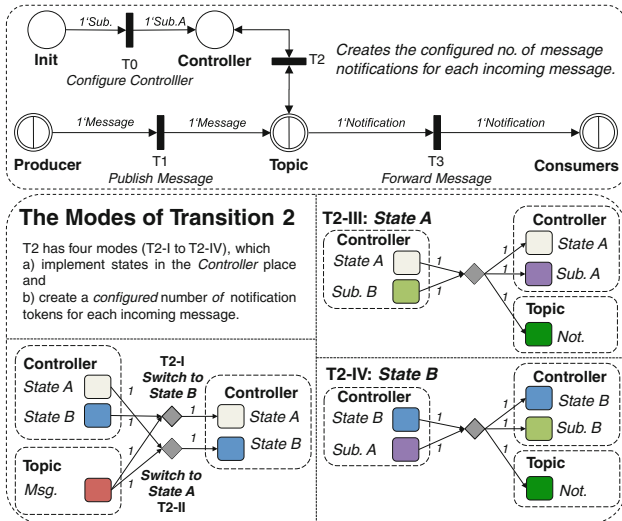 1'Sub.
1'Sub.A
Init
T0
Controller
T2
Configure Controlller
Creates the configured no. of message
notifications for each incoming message.
1'Message
1'Message
1'Notification
1'Notification
Producer
T1
Topic
T3
Consumers
Publish Message
Forward Message
The Modes of Transition 2
T2 has four modes (T2-I to T2-IV), which
a) implement states in the Controller place
and
b) create a configured number of notification
tokens for each incoming message.
Controller
State A
State B
Topic
Msg.
T2-I
Switch to
State B
1
1
1
1
1
1
Switch to
State A
T2-II
Controller
State A
State B
T2-III: State A
Controller
State A
Sub. B
1
1
1
1
1
Controller
State A
Sub. A
Topic
Not.
T2-IV: State B
Controller
State B
Sub. A
1
1
1
1
1
Controller
State B
Sub. B
Topic
Not.